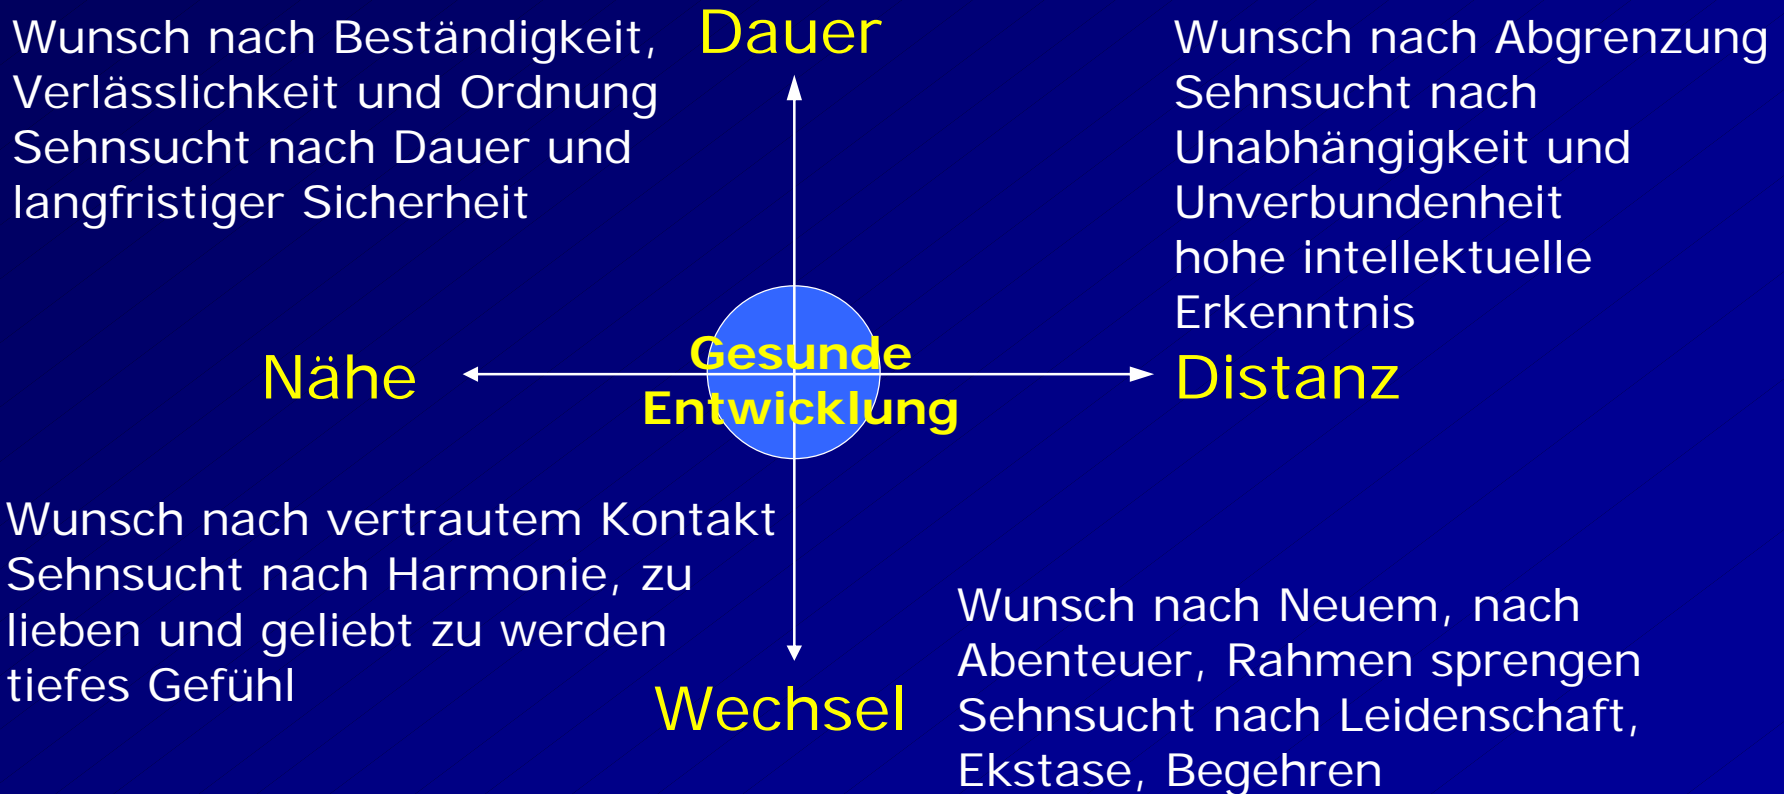 Dauer
Wunsch nach Beständigkeit,
Verlässlichkeit und Ordnung
Sehnsucht nach Dauer und
langfristiger Sicherheit
Wunsch nach Abgrenzung
Sehnsucht nach
Unabhängigkeit und
Unverbundenheit
hohe intellektuelle
Erkenntnis
Nähe
Gesunde
Entwicklung
Distanz
Wunsch nach vertrautem Kontakt
Sehnsucht nach Harmonie, zu
lieben und geliebt zu werden
tiefes Gefühl
Wechsel
Wunsch nach Neuem, nach
Abenteuer, Rahmen sprengen
Sehnsucht nach Leidenschaft,
Ekstase, Begehren